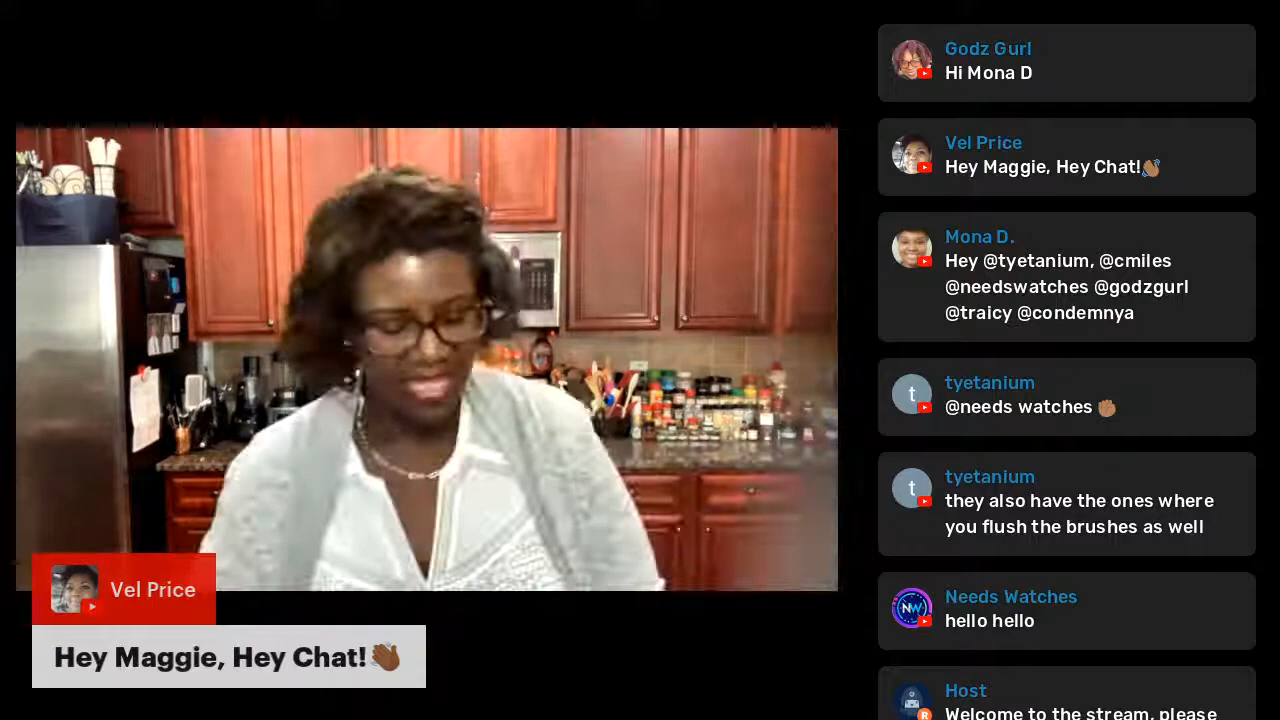 Godz Gurl
Hi Mona D
Vel Price
Hey Maggie, Hey Chat!👋🏾
Mona D.
Hey @tyetanium, @cmiles
@needswatches @godzgurl
@traicy @condemnya
tyetanium
@needs watches ✊🏽
tyetanium
they also have the ones where
you flush the brushes as well
Needs Watches
hello hello
Host
Welcome to the stream, please
Vel Price
Hey Maggie, Hey Chat!👋🏾
t
t
NW
R